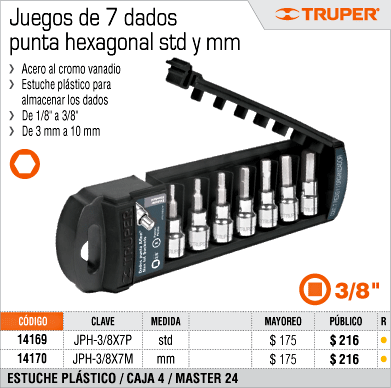 Juegos de 7 dados
punta hexagonal std y mm
TRUPER®
Acero al cromo vanadio
Estuche plástico para
almacenar los dados
De 1/8" a 3/8"
De 3 mm a 10 mm
TRUPER
3/8"
CÓDIGO CLAVE MEDIDA MAYOREO PÚBLICO R
14169 JPH-3/8X7P std $ 175 $ 216
14170 JPH-3/8X7M mm $ 175 $ 216
ESTUCHE PLÁSTICO / CAJA 4 / MASTER 24